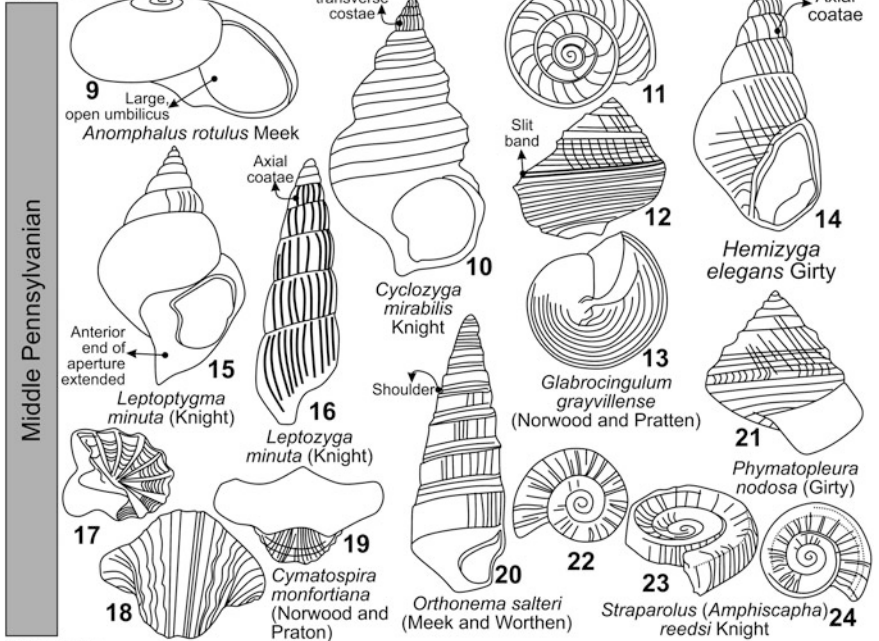 transverse
costae
Axial
coatae
9
Large,
open umbilicus
Anomphalus rotulus Meek
11
Slit
band
Axial
coatae
12
14
10
Cyclozyga
mirabilis
Knight
Hemizyga
elegans Girty
Anterior
end of
aperture
extended
15
Leptoptygma
minuta (Knight)
16
Leptozyga
minuta (Knight)
Shoulder
13
Glabrocingulum
grayvillense
(Norwood and Pratten)
21
Phymatopleura
nodosa (Girty)
17
18
19
Cymatospira
monfortiana
(Norwood and
Praton)
20
Orthonema salteri
(Meek and Worthen)
22
23
24
Straparolus (Amphiscapha)
reedsi Knight
Middle Pennsylvanian